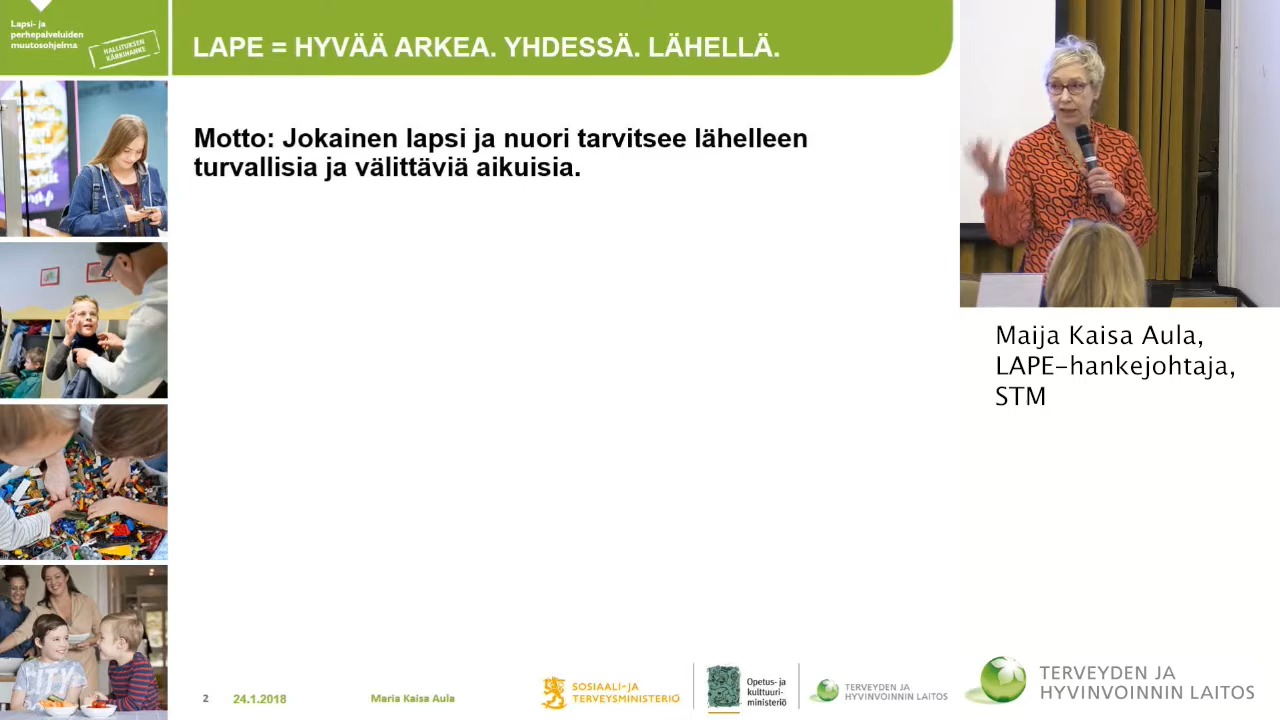 Lapsi- ja
perhepalveluiden
muutosohjelma
HALLITUKSEN
KÄRKIHANKE
LAPE = HYVÄÄ ARKEA. YHDESSÄ. LÄHELLÄ.
Motto: Jokainen lapsi ja nuori tarvitsee lähelleen
turvallisia ja välittäviä aikuisia.
Maija Kaisa Aula,
LAPE-hankejohtaja,
STM
2
24.1.2018
Maria Kaisa Aula
SOSIAALI- JA
TERVEYSMINISTERIÖ
Opetus- ja
kulttuuri-
ministeriö
TERVEYDEN JA
HYVINVOINNIN LAITOS
TERVEYDEN JA
HYVINVOINNIN LAITOS